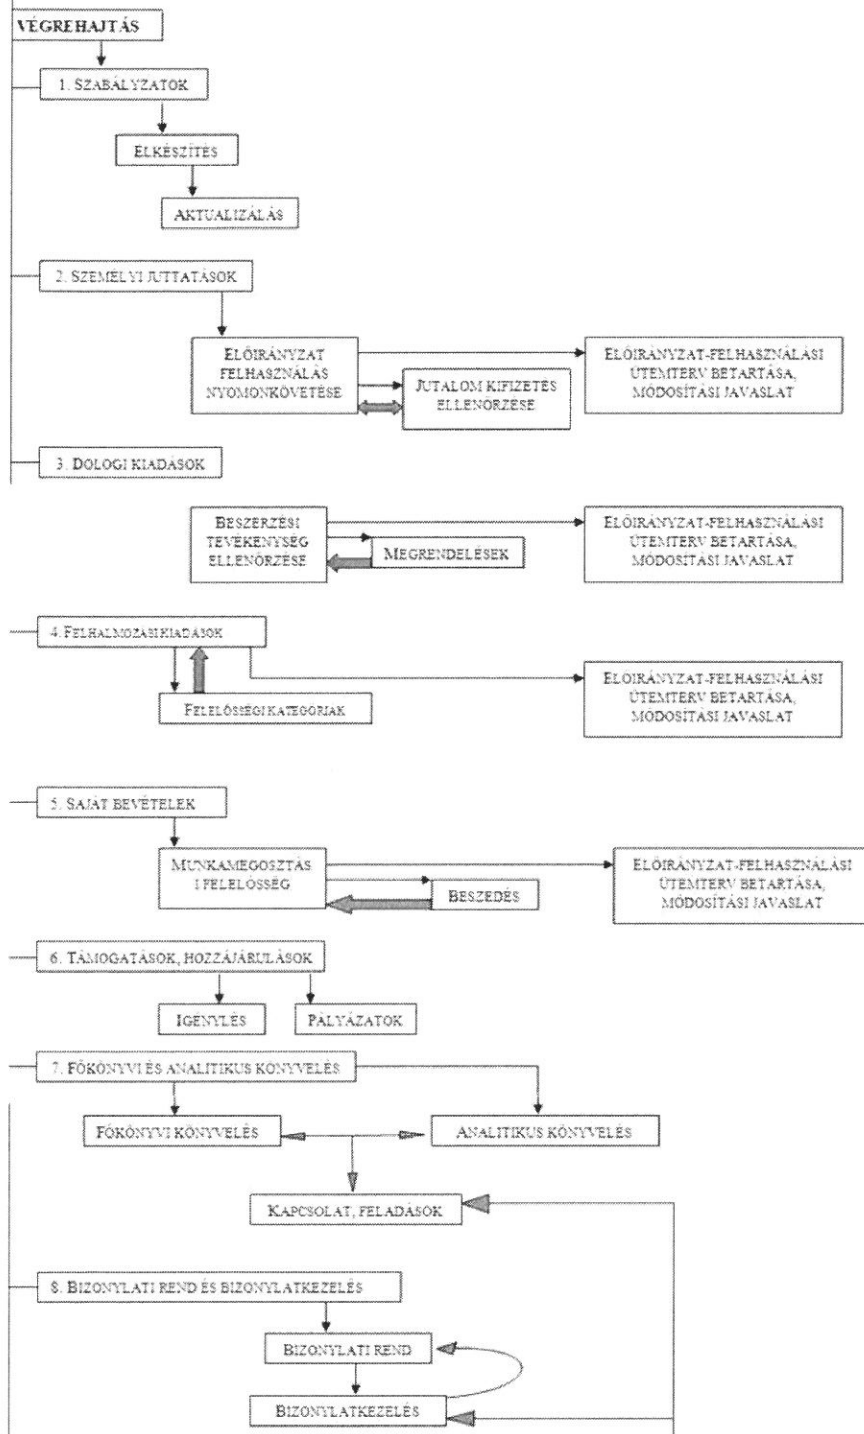 VÉGREHAJTÁS
1. SZABÁLYZATOK
ELKÉSZÍTÉS
AKTUALIZÁLÁS
2. SZEMÉLYI JUTTATÁSOK
ELŐIRÁNYZAT
FELHASZNÁLÁS
NYOMONKÖVETÉSE
JUTALOM KIFIZETÉS
ELLENŐRZÉSE
ELŐIRÁNYZAT-FELHASZNÁLÁSI
ÜTEMTERV BETARTÁSA,
MÓDOSÍTÁSI JAVASLAT
3. DOLOGI KIADÁSOK
BESZERZÉSI
TEVÉKENYSÉG
ELLENŐRZÉSE
MEGRENDELÉSEK
ELŐIRÁNYZAT-FELHASZNÁLÁSI
ÜTEMTERV BETARTÁSA,
MÓDOSÍTÁSI JAVASLAT
4. FELHALMOZÁSI KIADÁSOK
FELELŐSSÉGI KATEGÓRIÁK
ELŐIRÁNYZAT-FELHASZNÁLÁSI
ÜTEMTERV BETARTÁSA,
MÓDOSÍTÁSI JAVASLAT
5. SAJÁT BEVÉTELEK
MUNKAMEGOSZTÁS
I FELELŐSSÉG
BESZEDÉS
ELŐIRÁNYZAT-FELHASZNÁLÁSI
ÜTEMTERV BETARTÁSA,
MÓDOSÍTÁSI JAVASLAT
6. TÁMOGATÁSOK, HOZZÁJÁRULÁSOK
IGÉNYLÉS
PÁLYÁZATOK
7. FŐKÖNYVI ÉS ANALITIKUS KÖNYVELÉS
FŐKÖNYVI KÖNYVELÉS
ANALITIKUS KÖNYVELÉS
KAPCSOLAT, FELADÁSOK
8. BIZONYLATI REND ÉS BIZONYLATKEZELÉS
BIZONYLATI REND
BIZONYLATKEZELÉS